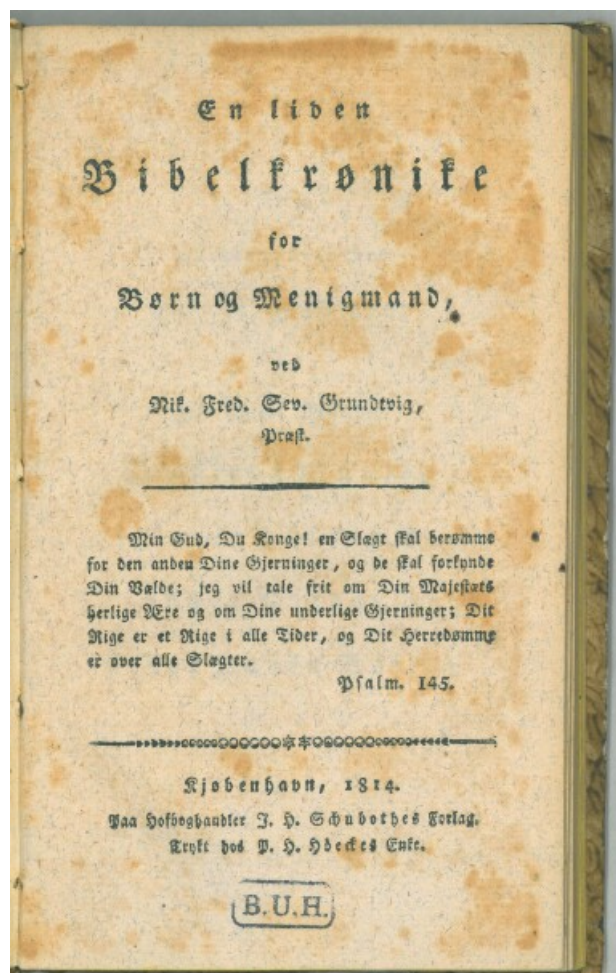 En liden
Bibelkrønike
for
Børn og Menigmand,
ved
Nik. Fred. Sev. Grundtvig,
Præst.
Min Gud, Du Konge! en Slægt skal berømme
for den anden Dine Gjerninger, og de skal forkynde
Din Vælde; jeg vil tale frit om Din Majestæts
herlige Ære og om Dine underlige Gjerninger; Dit
Rige er et Rige i alle Tider, og Dit Herredømme
er over alle Slægter.
Psalm. 145.
Kjøbenhavn, 1814.
Paa Hofboghandler J. H. Schubothes Forlag.
Trykt hos P. H. Höeckes Enke.
B.U.H.